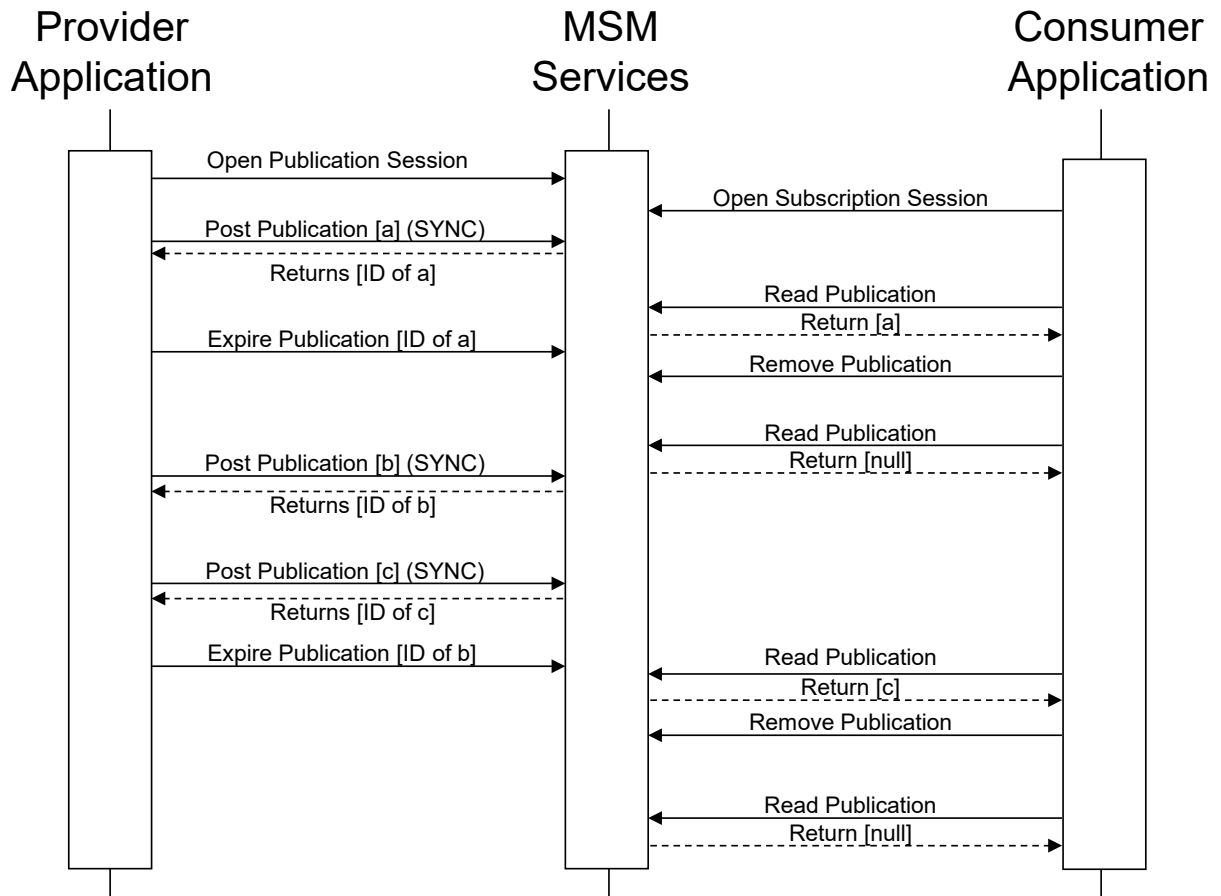 Provider
Application
MSM
Services
Consumer
Application
Open Publication Session
Open Subscription Session
Post Publication [a] (SYNC)
Returns [ID of a]
Read Publication
Return [a]
Expire Publication [ID of a]
Remove Publication
Read Publication
Return [null]
Post Publication [b] (SYNC)
Returns [ID of b]
Post Publication [c] (SYNC)
Returns [ID of c]
Expire Publication [ID of b]
Read Publication
Return [c]
Remove Publication
Read Publication
Return [null]